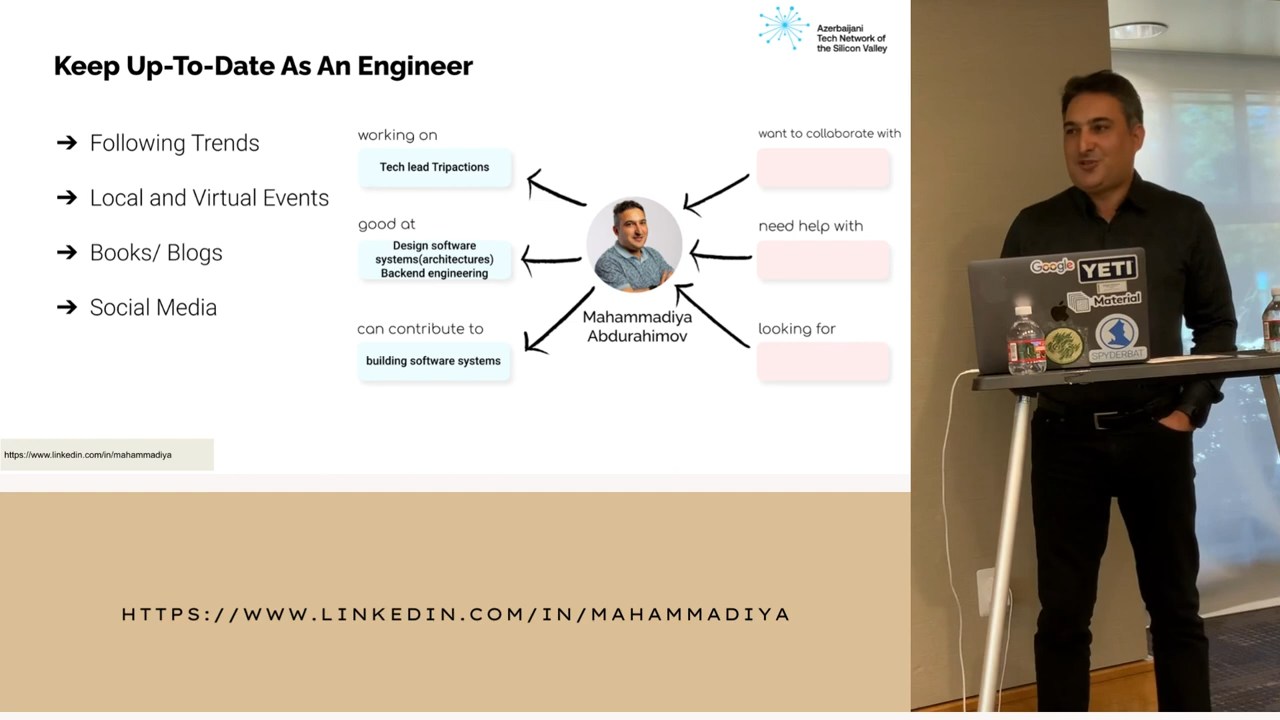 Azerbaijani
Tech Network of
the Silicon Valley
Keep Up-To-Date As An Engineer
➔ Following Trends
➔ Local and Virtual Events
➔ Books/ Blogs
➔ Social Media
working on
Tech lead Tripactions
good at
Design software
systems(architectures)
Backend engineering
can contribute to
building software systems
Mahammadiya
Abdurahimov
want to collaborate with
need help with
looking for
https://www.linkedin.com/in/mahammadiya
HTTPS://WWW.LINKEDIN.COM/IN/MAHAMMADIYA
Google
YETI
Material
SPYDERBAT